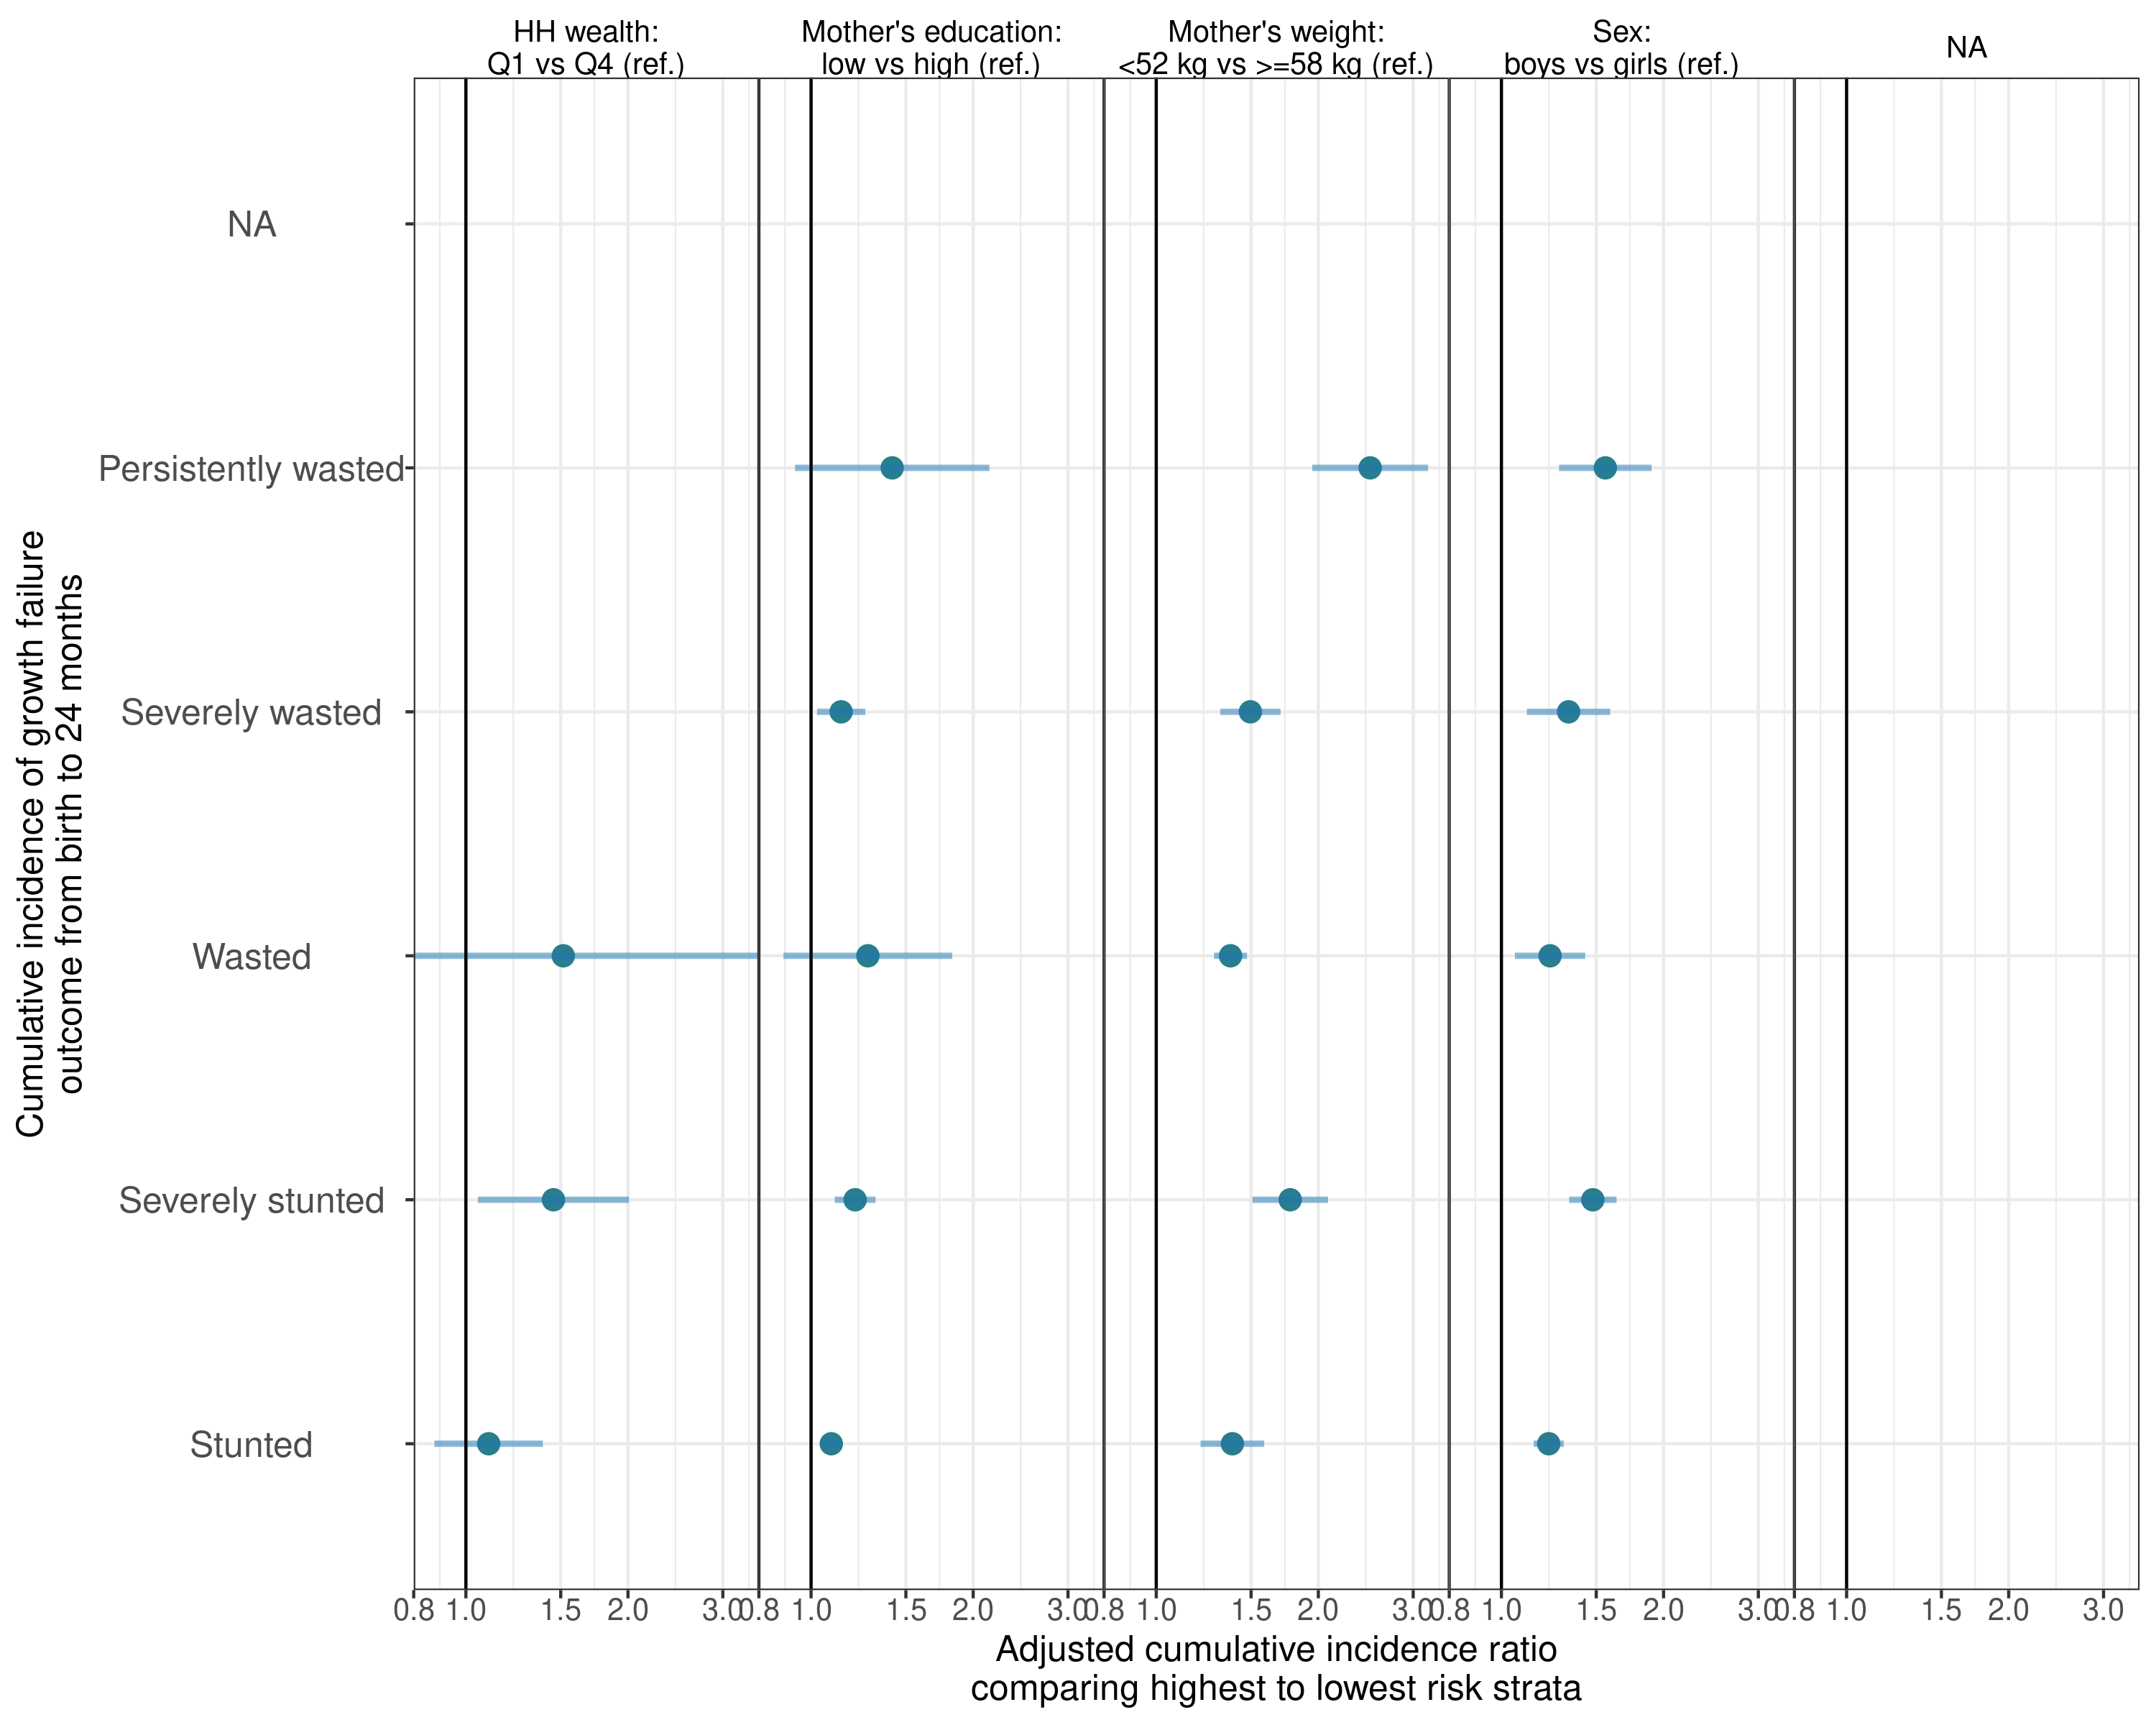 HH wealth:
Q1 vs Q4 (ref.)
Mother's education:
low vs high (ref.)
Mother's weight:
<52 kg vs >=58 kg (ref.)
Sex:
boys vs girls (ref.)
NA
NA
Persistently wasted
Severely wasted
Wasted
Severely stunted
Stunted
Cumulative incidence of growth failure
outcome from birth to 24 months
0.8 1.0 1.5 2.0 3.0 0.8 1.0 1.5 2.0 3.0 0.8 1.0 1.5 2.0 3.0 0.8 1.0 1.5 2.0 3.0 0.8 1.0 1.5 2.0 3.0
Adjusted cumulative incidence ratio
comparing highest to lowest risk strata